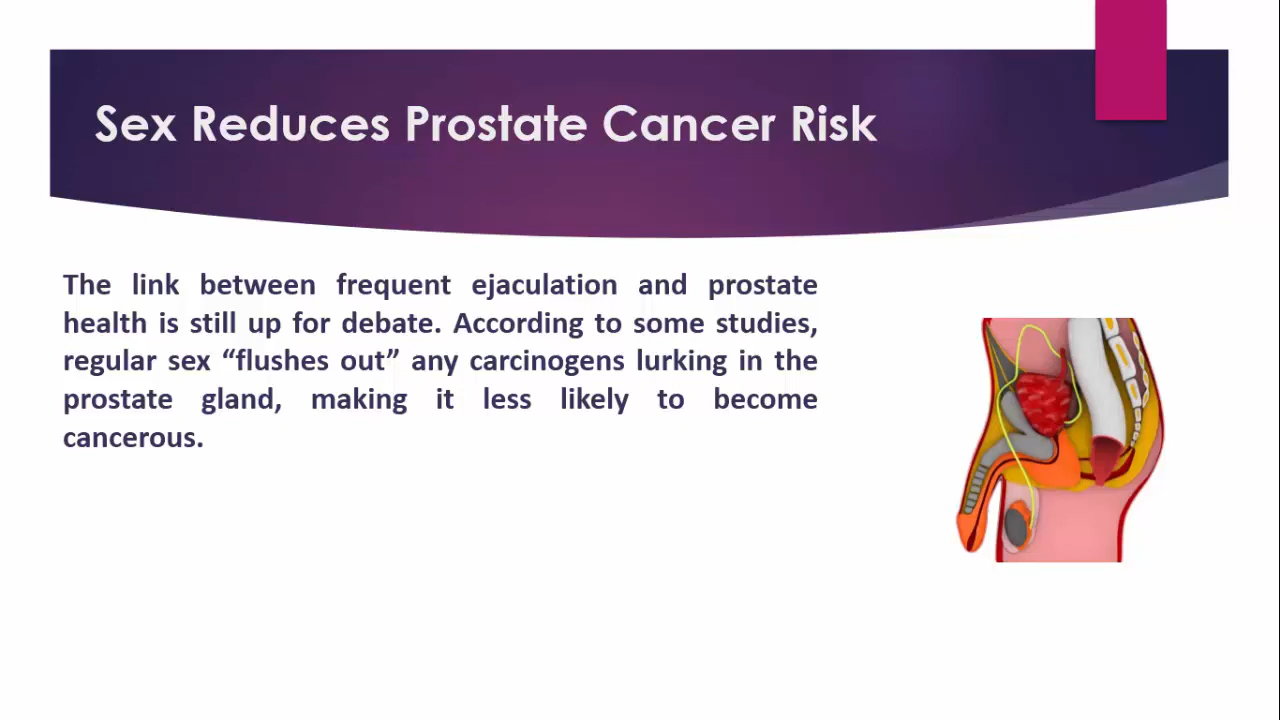 Sex Reduces Prostate Cancer Risk
The link between frequent ejaculation and prostate
health is still up for debate. According to some studies,
regular sex “flushes out” any carcinogens lurking in the
prostate gland, making it less likely to become
cancerous.